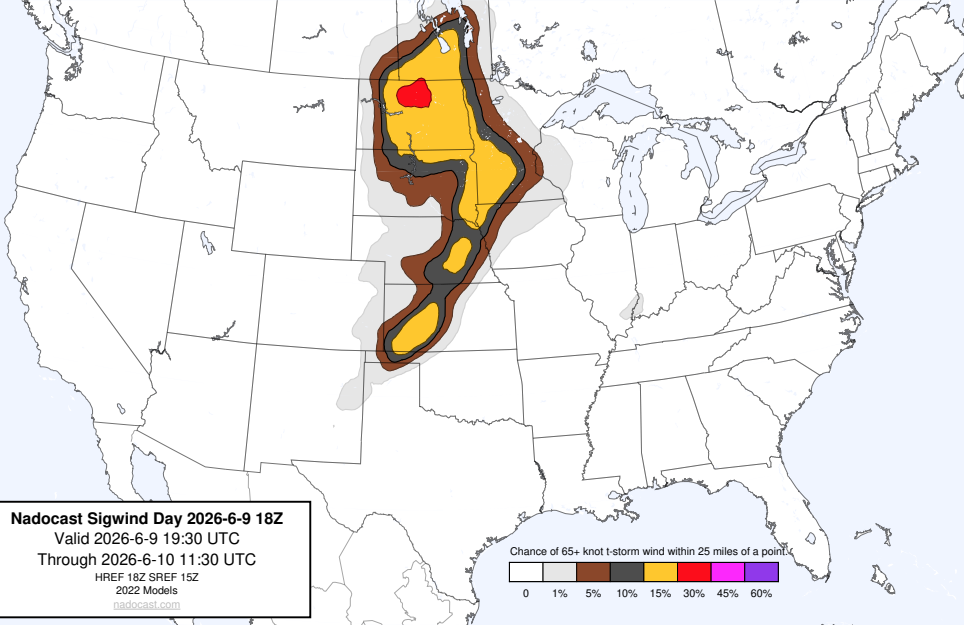 Nadocast Sigwind Day 2026-6-9 18Z
Valid 2026-6-9 19:30 UTC
Through 2026-6-10 11:30 UTC
HREF 18Z SREF 15Z
2022 Models
nadocast.com
Chance of 65+ knot t-storm wind within 25 miles of a point.
0 1% 5% 10% 15% 30% 45% 60%